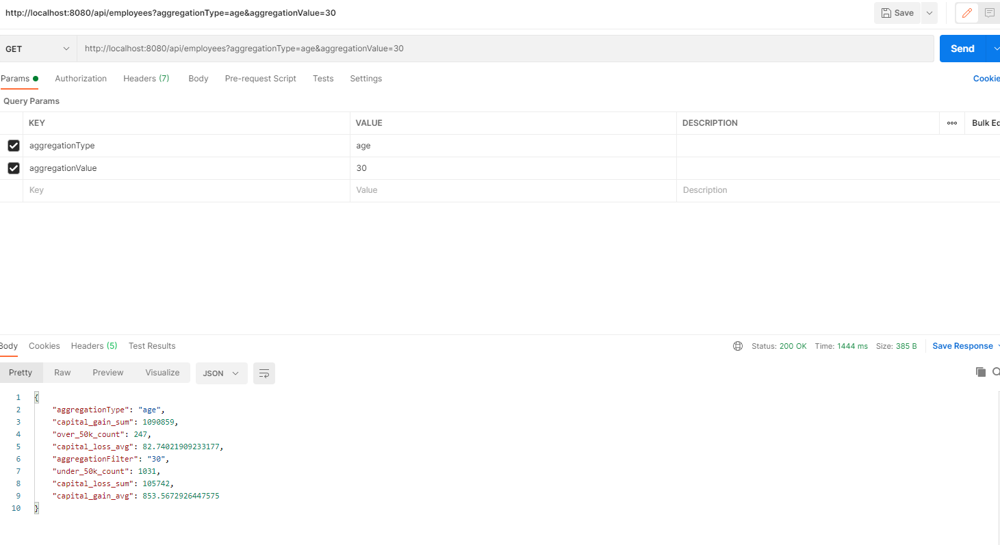 http://localhost:8080/api/employees?aggregationType=age&aggregationValue=30 Save
GET http://localhost:8080/api/employees?aggregationType=age&aggregationValue=30 Send
Params Authorization Headers (7) Body Pre-request Script Tests Settings Cookie
Query Params
KEY VALUE DESCRIPTION Bulk Ed
aggregationType age
aggregationValue 30
Key Value Description
Body Cookies Headers (5) Test Results Status: 200 OK Time: 1444 ms Size: 385 B Save Response
Pretty Raw Preview Visualize JSON
1 {
2 "aggregationType": "age",
3 "capital_gain_sum": 1090859,
4 "over_50k_count": 247,
5 "capital_loss_avg": 82.74021909233177,
6 "aggregationFilter": "30",
7 "under_50k_count": 1031,
8 "capital_loss_sum": 105742,
9 "capital_gain_avg": 853.5672926447575
10 }